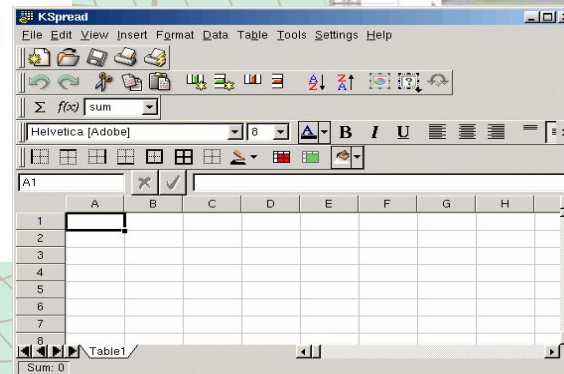 KSpread
File Edit View Insert Format Data Table Tools Settings Help
Σ f(x) sum
Helvetica [Adobe] 8 A B I U
A1
A B C D E F G H
1
2
3
4
5
6
7
8
Table1
Sum: 0